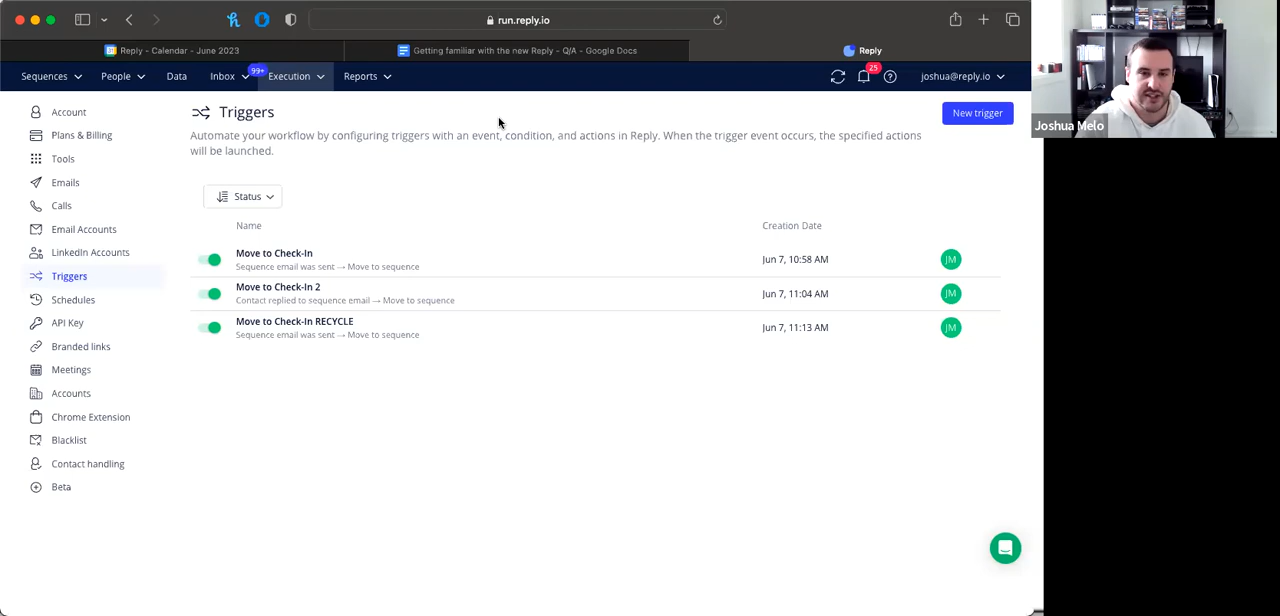 run.reply.io
Reply - Calendar - June 2023
Getting familiar with the new Reply - Q/A - Google Docs
Reply
Sequences
People
Data
Inbox
99+
Execution
Reports
25
joshua@reply.io
Joshua Melo
Account
Plans & Billing
Tools
Emails
Calls
Email Accounts
LinkedIn Accounts
Triggers
Schedules
API Key
Branded links
Meetings
Accounts
Chrome Extension
Blacklist
Contact handling
Beta
Triggers
New trigger
Automate your workflow by configuring triggers with an event, condition, and actions in Reply. When the trigger event occurs, the specified actions
will be launched.
Status
Name
Creation Date
Move to Check-In
Sequence email was sent → Move to sequence
Jun 7, 10:58 AM
JM
Move to Check-In 2
Contact replied to sequence email → Move to sequence
Jun 7, 11:04 AM
JM
Move to Check-In RECYCLE
Sequence email was sent → Move to sequence
Jun 7, 11:13 AM
JM